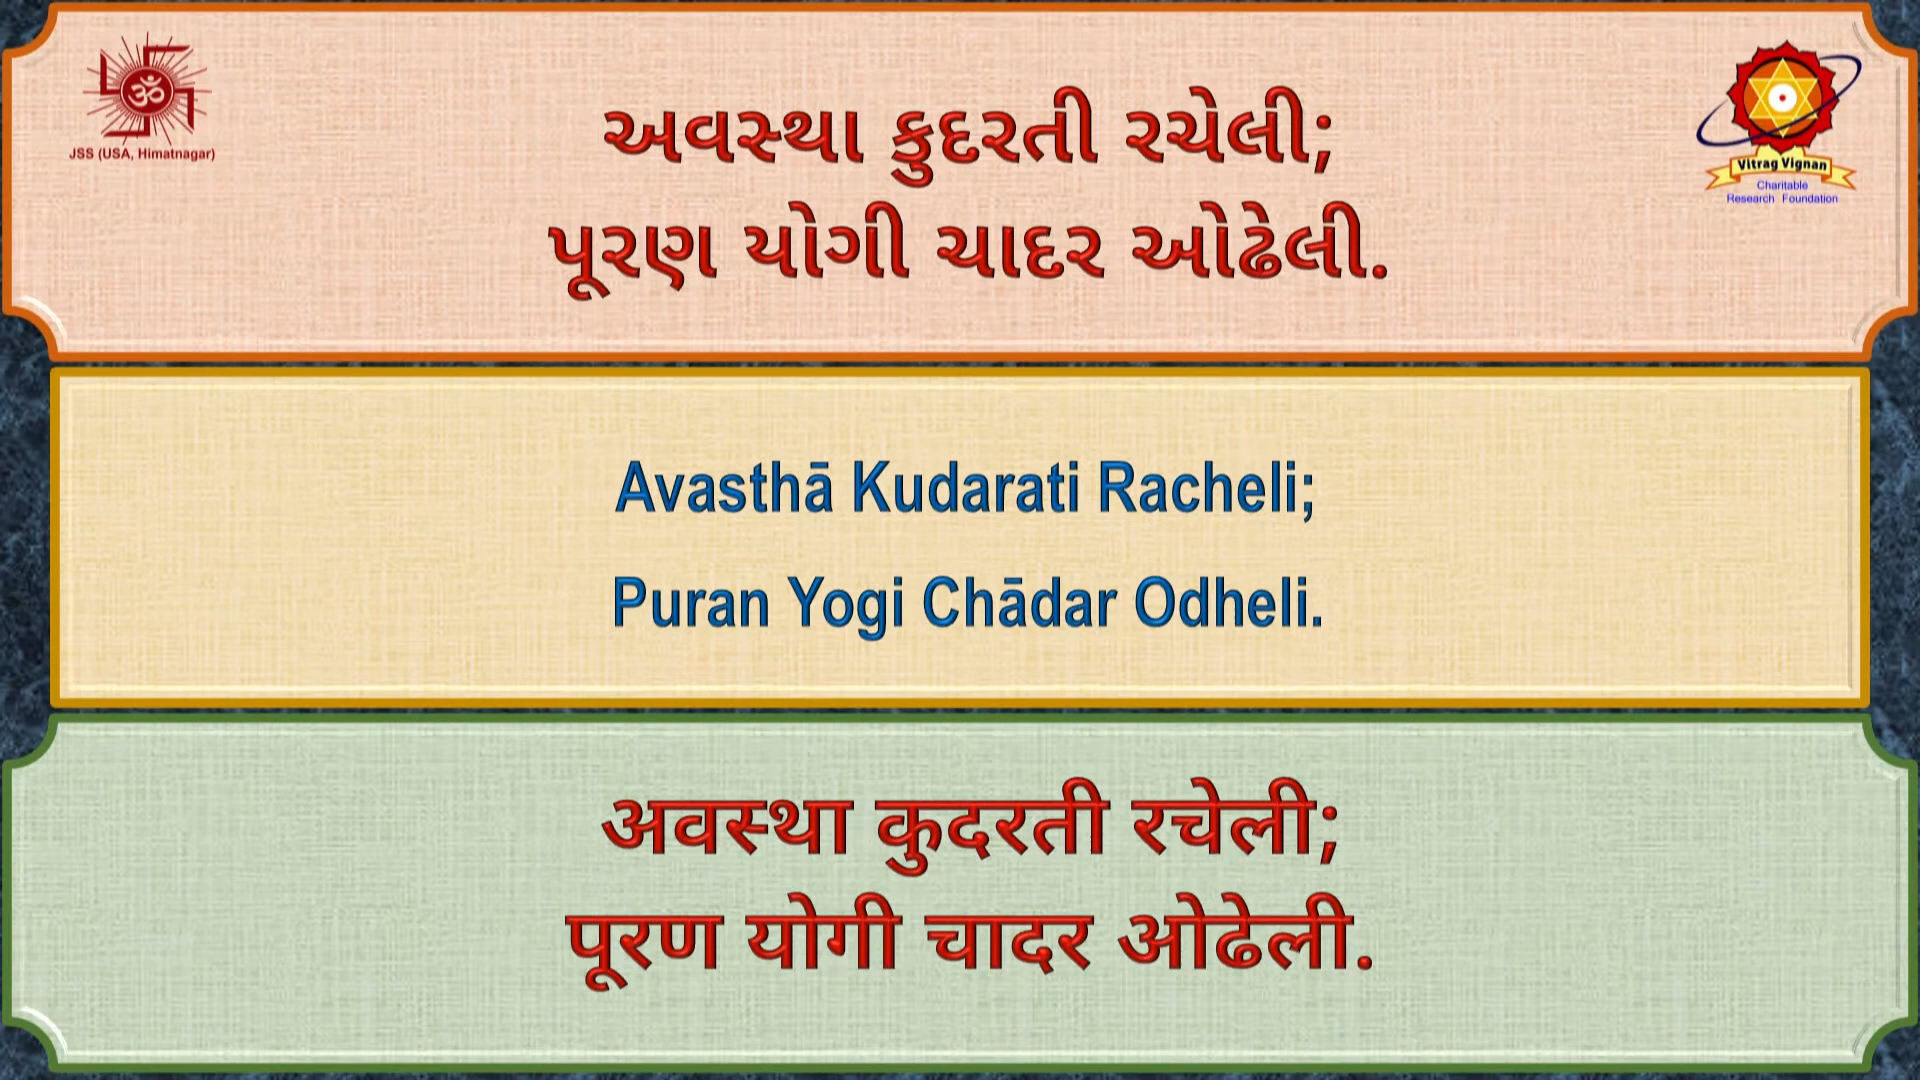 ॐ
JSS (USA, Himatnagar)
Vitrag Vignan
Charitable
Research Foundation
અવસ્થા કુદરતી રચેલી;
પૂરણ યોગી ચાદર ઓઢેલી.
Avasthā Kudarati Racheli;
Puran Yogi Chādar Odheli.
अवस्था कुदरती रचेली;
पूरण योगी चादर ओढेली.